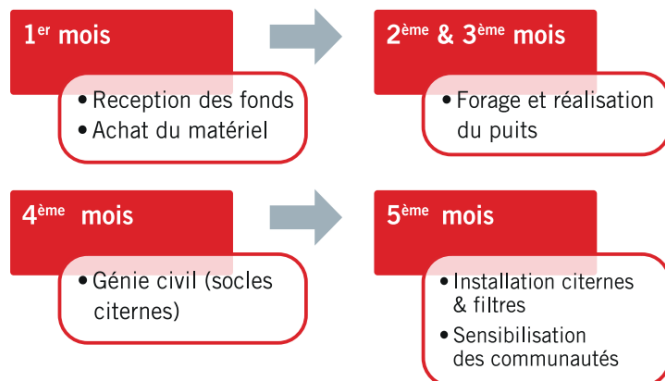 1er mois
• Reception des fonds
• Achat du matériel
2ème & 3ème mois
• Forage et réalisation
du puits
4ème mois
• Génie civil (socles
citernes)
5ème mois
• Installation citernes
& filtres
• Sensibilisation
des communautés